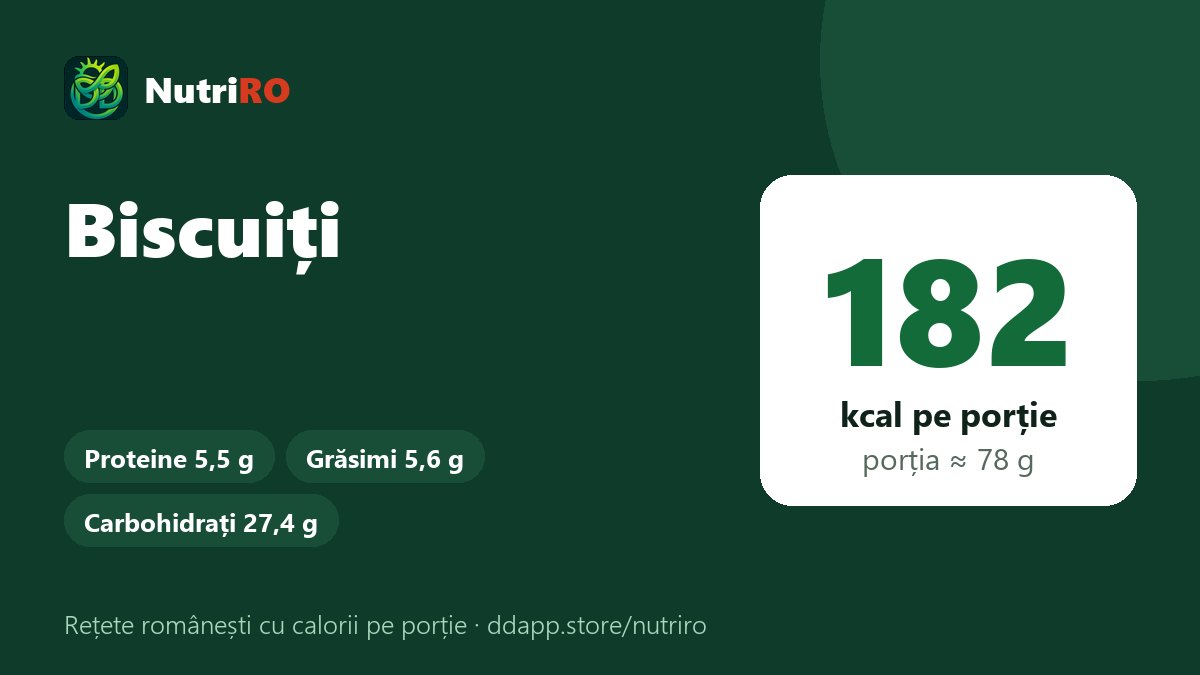 NutriRO
Biscuiți
182
kcal pe porție
porția ≈ 78 g
Proteine 5,5 g
Grăsimi 5,6 g
Carbohidrați 27,4 g
Rețete românești cu calorii pe porție · ddapp.store/nutriro